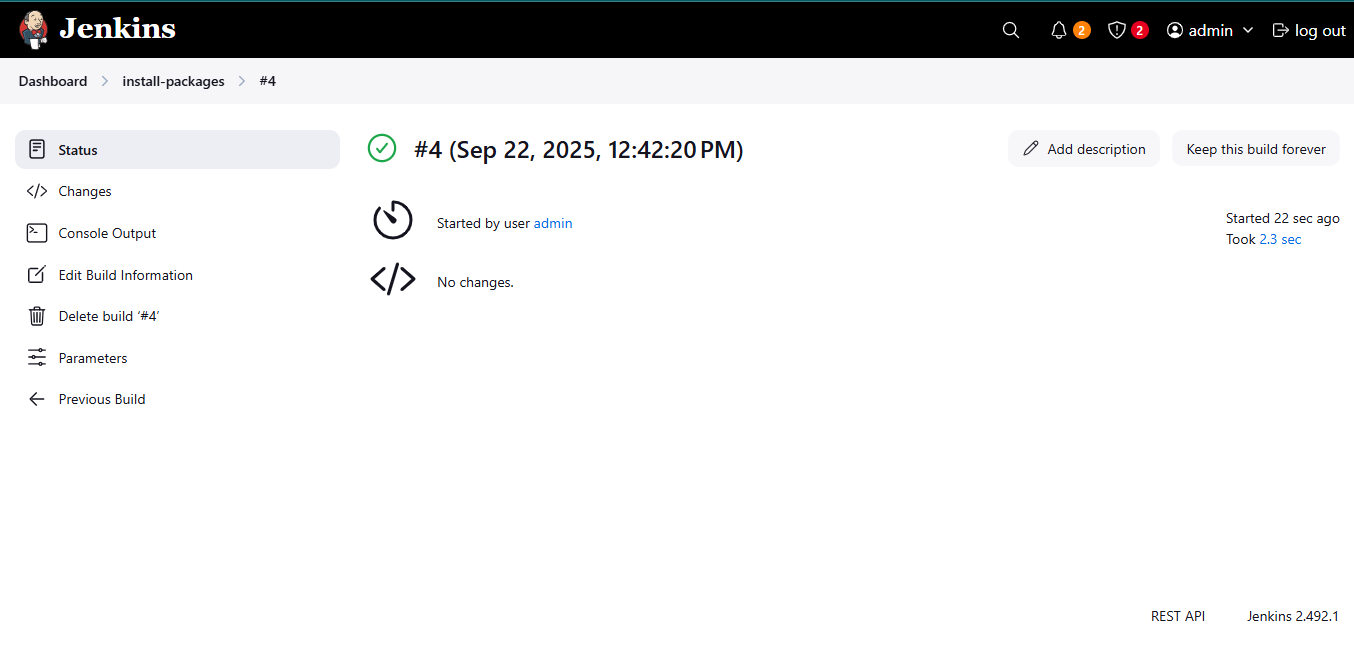 Jenkins
2
2
admin
log out
Dashboard
install-packages
#4
Status
Changes
Console Output
Edit Build Information
Delete build ‘#4’
Parameters
Previous Build
#4 (Sep 22, 2025, 12:42:20 PM)
Add description
Keep this build forever
Started by user admin
Started 22 sec ago
Took 2.3 sec
No changes.
REST API
Jenkins 2.492.1